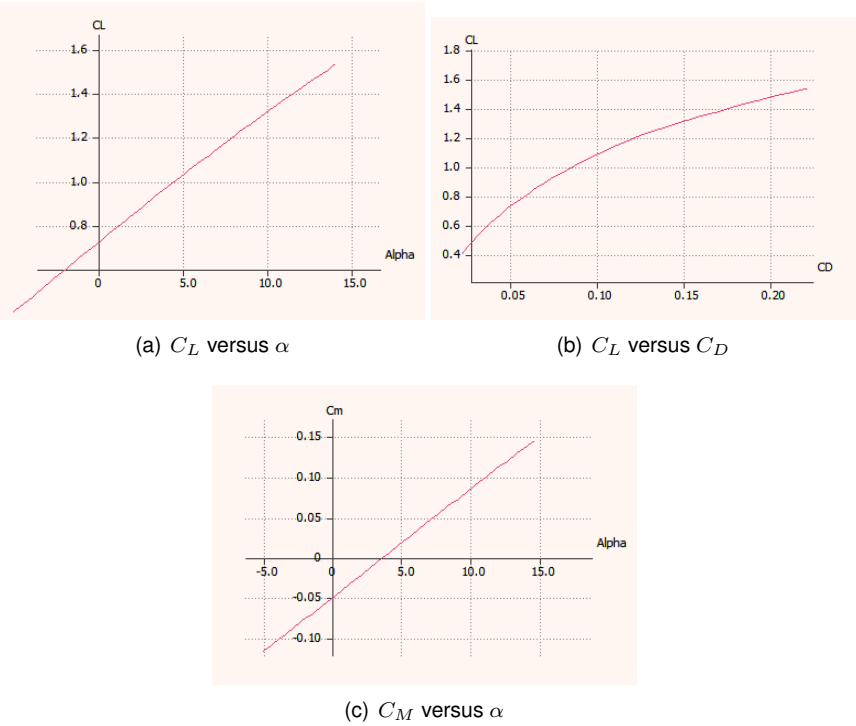 CL
1.6
1.4
1.2
1.0
0.8
Alpha
0 5.0 10.0 15.0
(a) C_L versus α
CL
1.8
1.6
1.4
1.2
1.0
0.8
0.6
0.4
CD
0.05 0.10 0.15 0.20
(b) C_L versus C_D
Cm
0.15
0.10
0.05
0
Alpha
-5.0 0 5.0 10.0 15.0
-0.05
-0.10
(c) C_M versus α